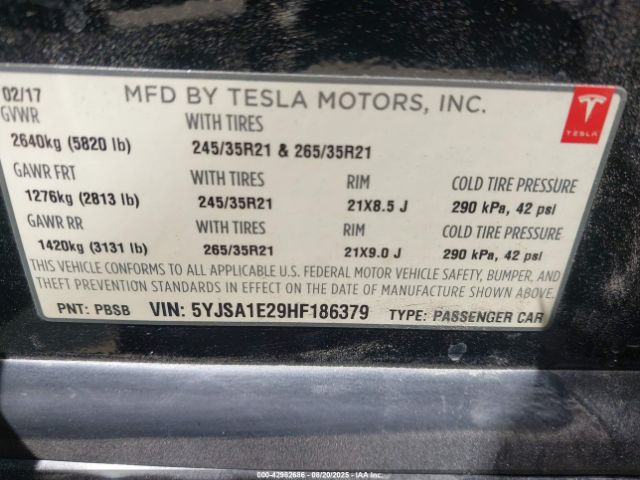 02/17 MFD BY TESLA MOTORS, INC.
GVWR WITH TIRES
2640kg (5820 lb) 245/35R21 & 265/35R21
TESLA
GAWR FRT WITH TIRES RIM COLD TIRE PRESSURE
1276kg (2813 lb) 245/35R21 21X8.5 J 290 kPa, 42 psi
GAWR RR WITH TIRES RIM COLD TIRE PRESSURE
1420kg (3131 lb) 265/35R21 21X9.0 J 290 kPa, 42 psi
THIS VEHICLE CONFORMS TO ALL APPLICABLE U.S. FEDERAL MOTOR VEHICLE SAFETY, BUMPER, AND
THEFT PREVENTION STANDARDS IN EFFECT ON THE DATE OF MANUFACTURE SHOWN ABOVE.
PNT: PBSB VIN: 5YJSA1E29HF186379 TYPE: PASSENGER CAR
000-42982686 - 08/20/2025 - IAA Inc.